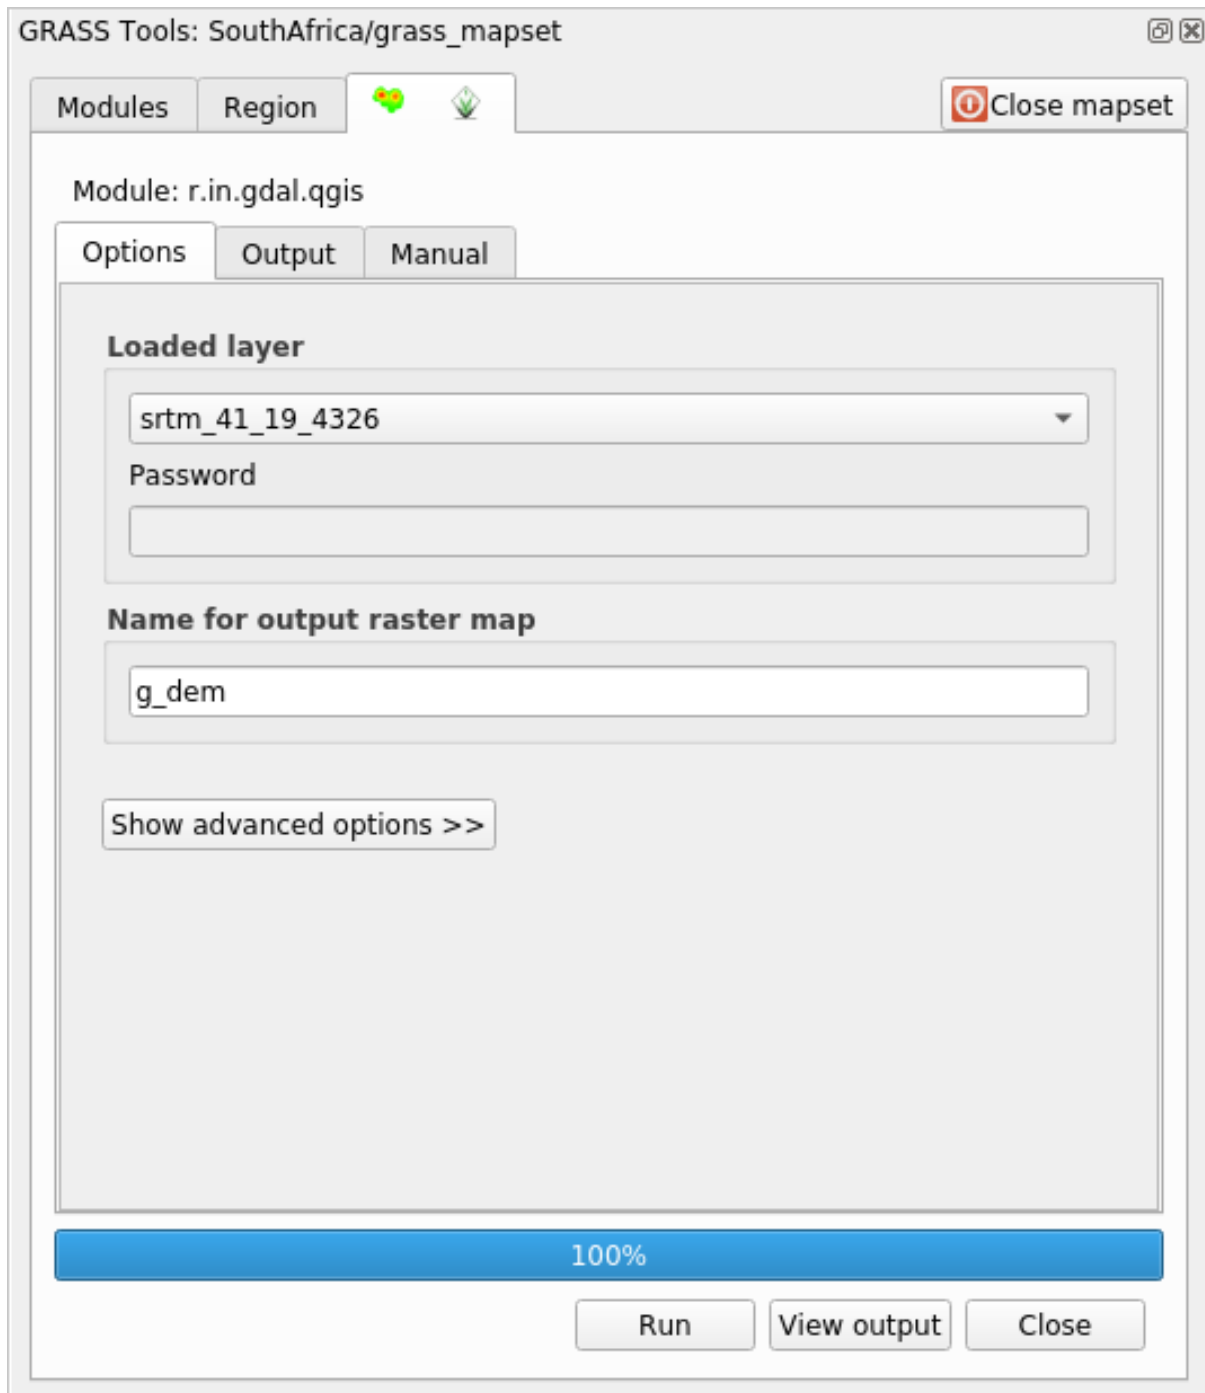 GRASS Tools: SouthAfrica/grass_mapset
Modules Region Close mapset
Module: r.in.gdal.qgis
Options Output Manual
Loaded layer
srtm_41_19_4326
Password
Name for output raster map
g_dem
Show advanced options >>
100%
Run View output Close